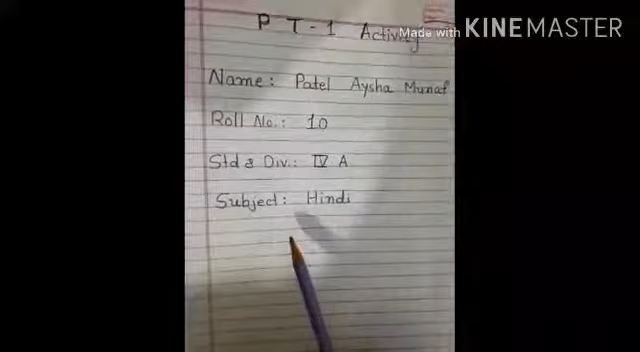 P T - 1 Activity
Made with KINEMASTER
Name: Patel Aysha Munaf
Roll No.: 10
Std & Div.: IV A
Subject: Hindi